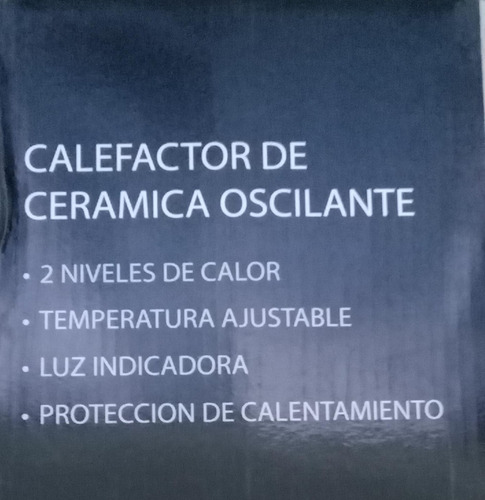 CALEFACTOR DE
CERAMICA OSCILANTE
• 2 NIVELES DE CALOR
• TEMPERATURA AJUSTABLE
• LUZ INDICADORA
• PROTECCION DE CALENTAMIENTO